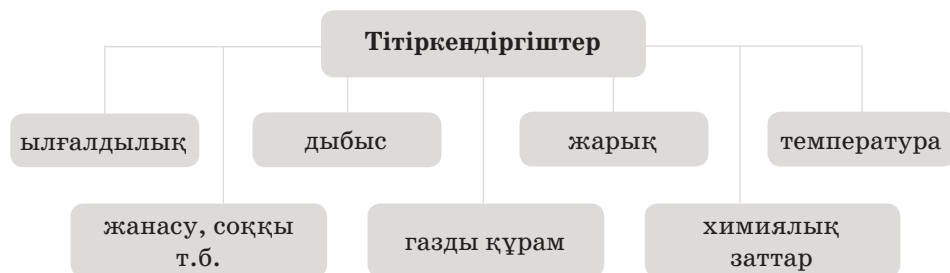 Тітіркендіргіштер
ылғалдылық
дыбыс
жарық
температура
жанасу, соққы
т.б.
газды құрам
химиялық
заттар